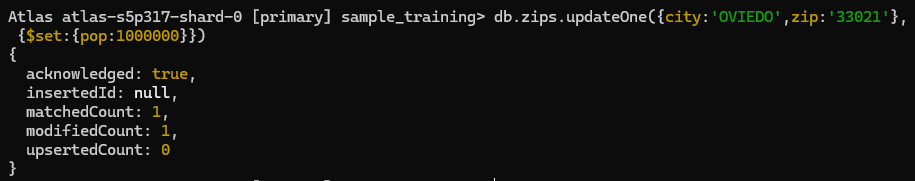 Atlas atlas-s5p317-shard-0 [primary] sample_training> db.zips.updateOne({city:'OVIEDO',zip:'33021'},
{$set:{pop:1000000}})
{
  acknowledged: true,
  insertedId: null,
  matchedCount: 1,
  modifiedCount: 1,
  upsertedCount: 0
}